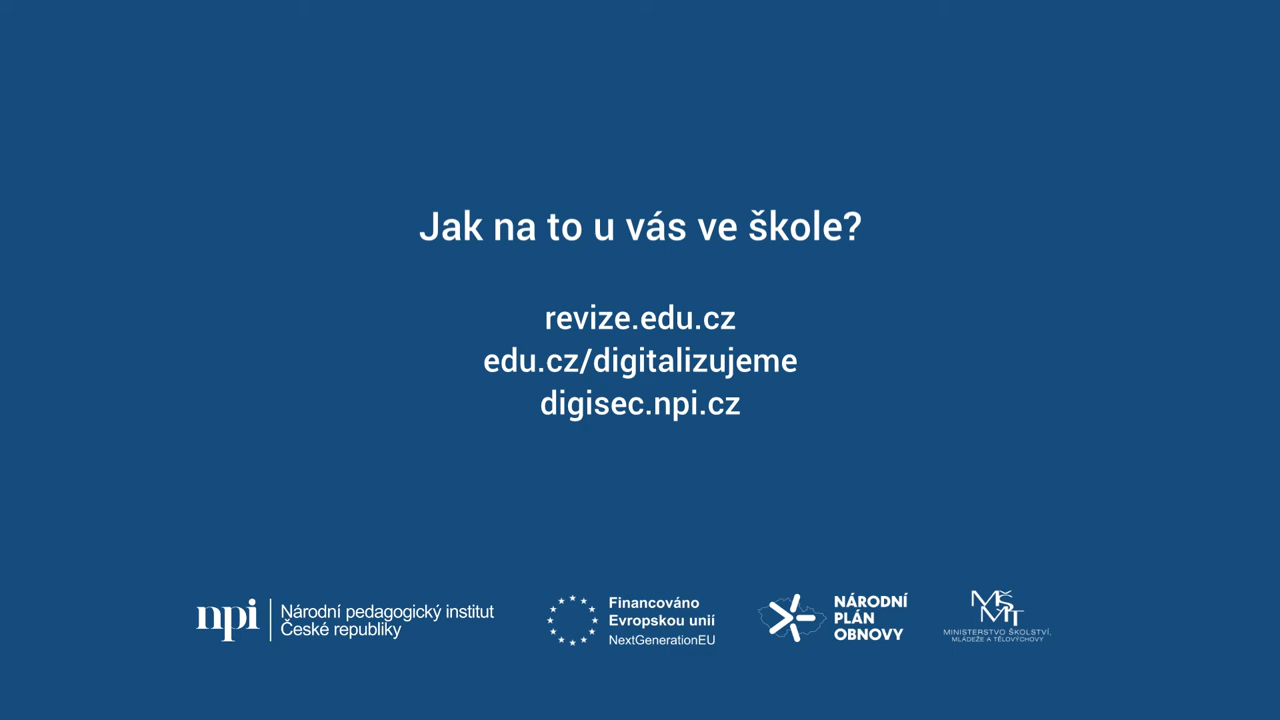 Jak na to u vás ve škole?
revize.edu.cz
edu.cz/digitalizujeme
digisec.npi.cz
npi
Národní pedagogický institut
České republiky
Financováno
Evropskou unií
NextGenerationEU
NÁRODNÍ
PLÁN
OBNOVY
MŠMT
MINISTERSTVO ŠKOLSTVÍ,
MLÁDEŽE A TĚLOVÝCHOVY